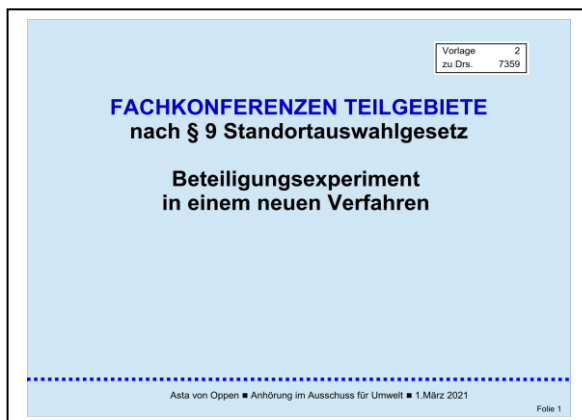 Vorlage 2
zu Drs. 7359
FACHKONFERENZEN TEILGEBIETE
nach § 9 Standortauswahlgesetz
Beteiligungsexperiment
in einem neuen Verfahren
Asta von Oppen ■ Anhörung im Ausschuss für Umwelt ■ 1.März 2021
Folie 1